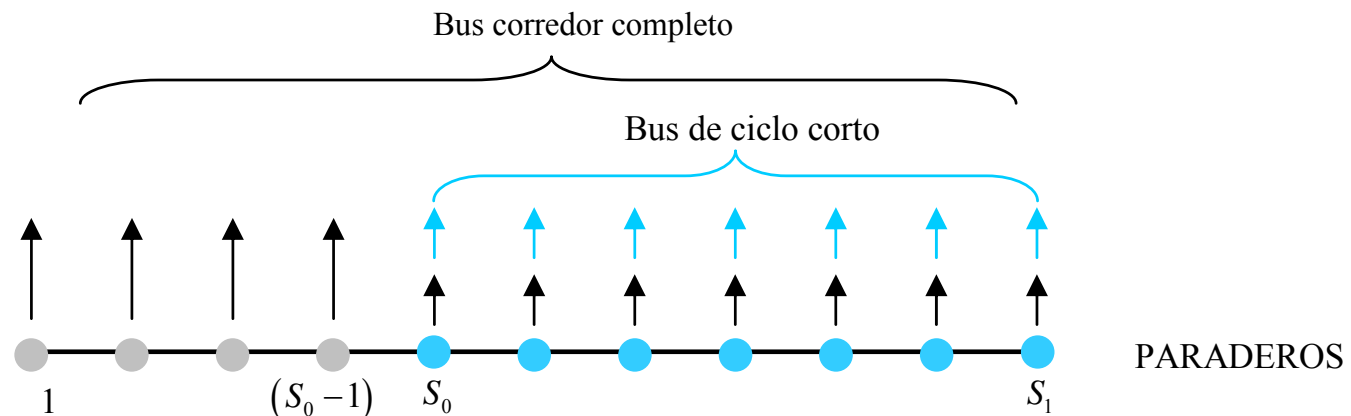 Bus corredor completo
Bus de ciclo corto
PARADEROS
1 (S₀ – 1) S₀ S₁